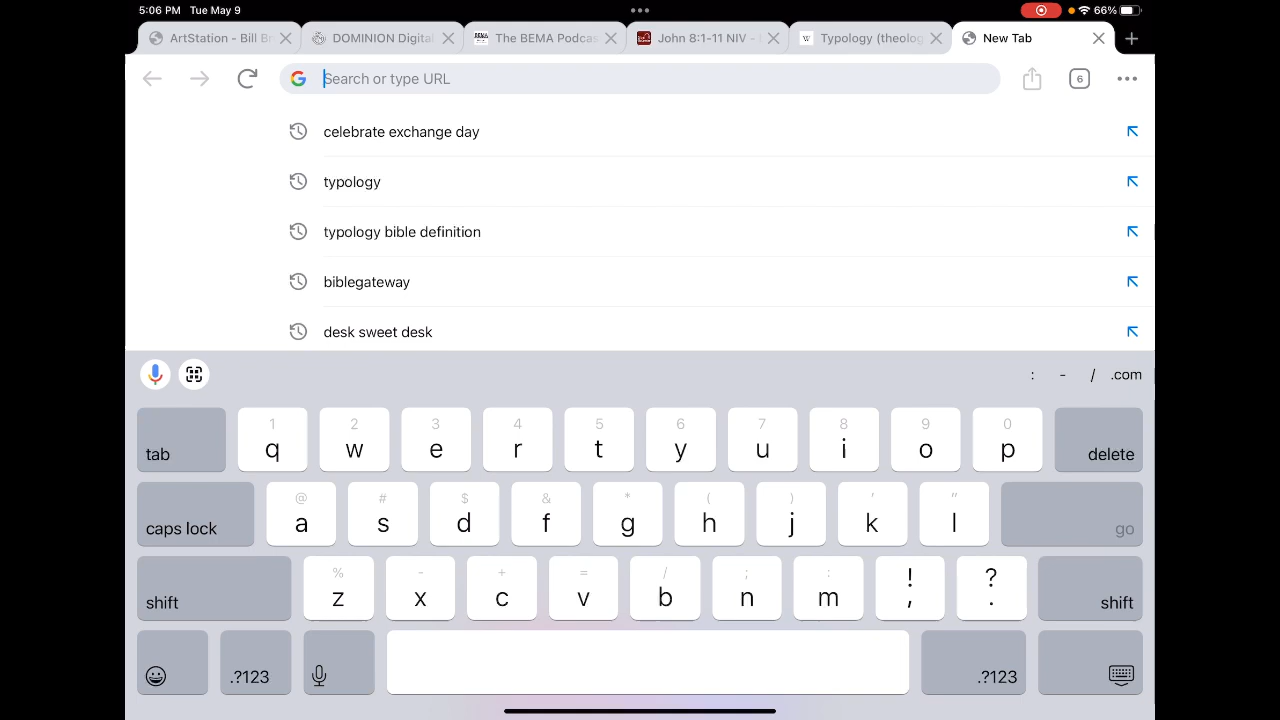 5:06 PM Tue May 9
66%
ArtStation - Bill Br
DOMINION Digital
The BEMA Podcas
John 8:1-11 NIV -
Typology (theolog
New Tab
Search or type URL
6
celebrate exchange day
typology
typology bible definition
biblegateway
desk sweet desk
: - / .com
1 2 3 4 5 6 7 8 9 0
tab q w e r t y u i o p delete
@ # $ & * ( ) ' "
caps lock a s d f g h j k l go
% - + = / ; : ! ?
shift z x c v b n m , . shift
.?123 .?123